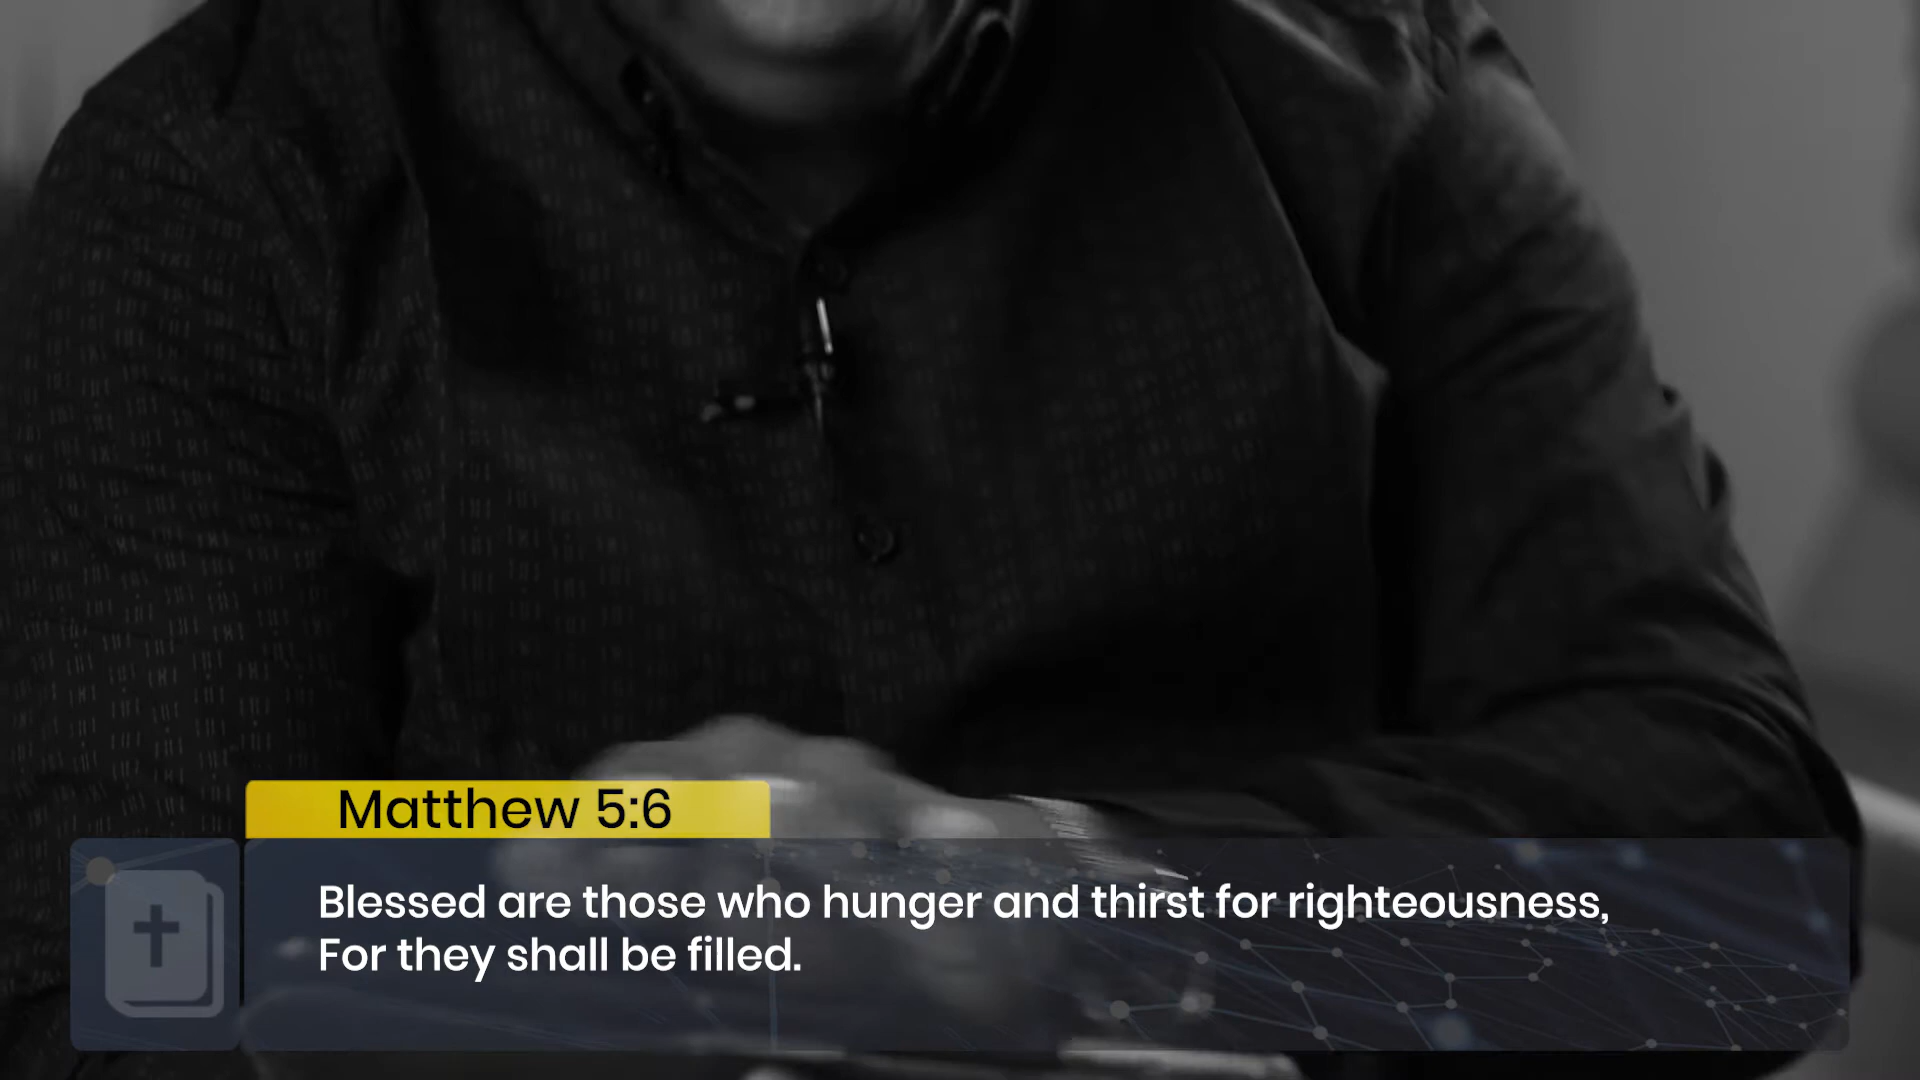 Matthew 5:6
Blessed are those who hunger and thirst for righteousness,
For they shall be filled.